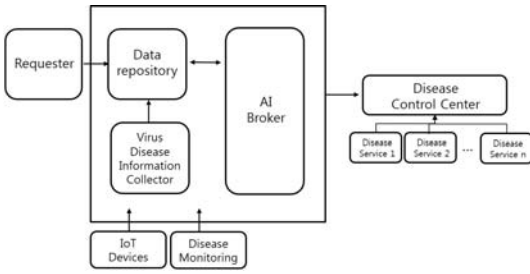 Requester
Data
repository
AI
Broker
Virus
Disease
Information
Collector
IoT
Devices
Disease
Monitoring
Disease
Control Center
Disease
Service 1
Disease
Service 2
...
Disease
Service n